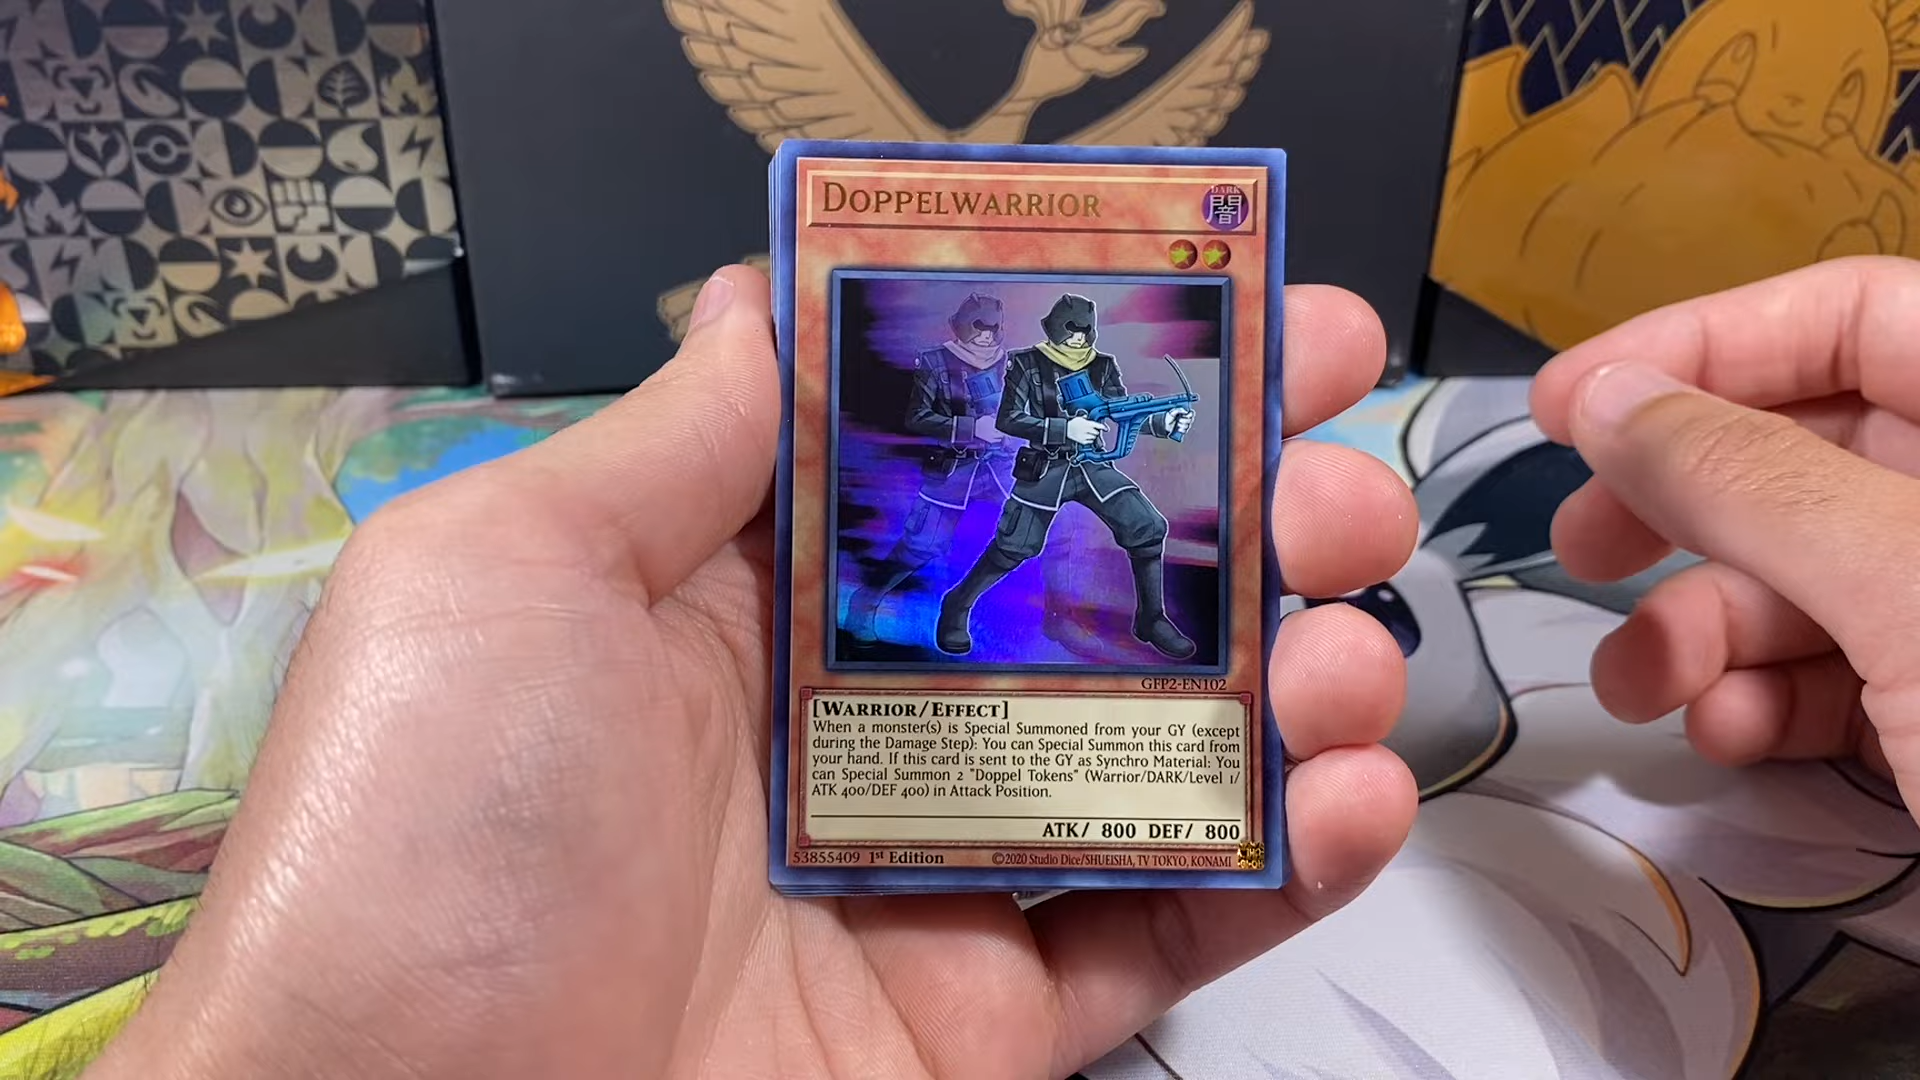 DOPPELWARRIOR
DARK
闇
GFP2-EN102
[WARRIOR/EFFECT]
When a monster(s) is Special Summoned from your GY (except
during the Damage Step): You can Special Summon this card from
your hand. If this card is sent to the GY as Synchro Material: You
can Special Summon 2 "Doppel Tokens" (Warrior/DARK/Level 1/
ATK 400/DEF 400) in Attack Position.
ATK/ 800 DEF/ 800
53855409 1st Edition ©2020 Studio Dice/SHUEISHA, TV TOKYO, KONAMI